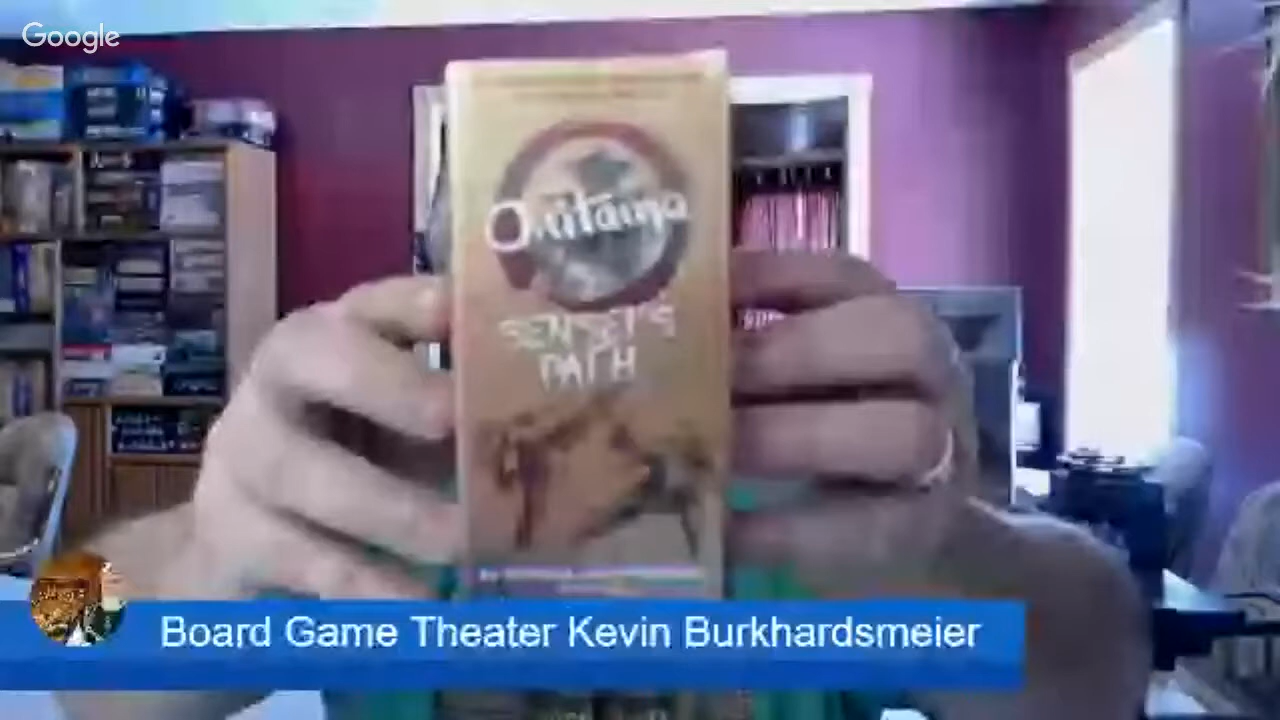 Google
Onitama
SENSEI'S
PATH
Board Game Theater Kevin Burkhardsmeier